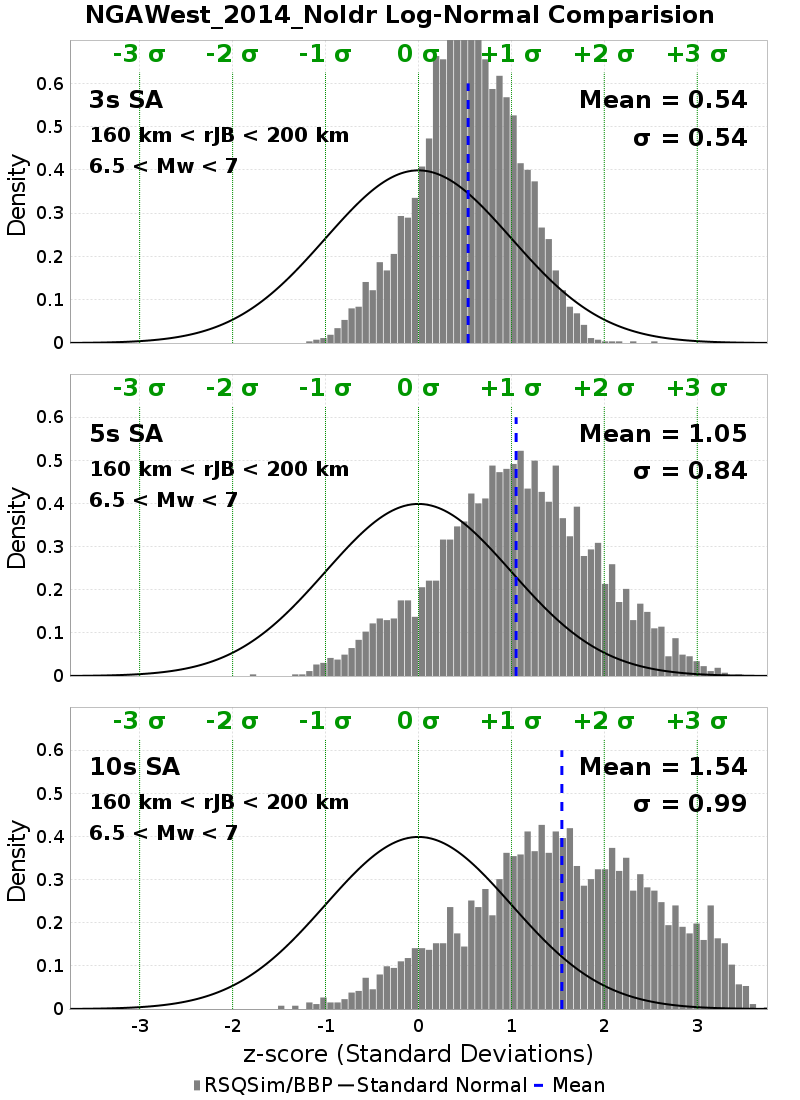 NGAWest_2014_NoIdr Log-Normal Comparision
-3 σ -2 σ -1 σ 0 σ +1 σ +2 σ +3 σ
3s SA
160 km < rJB < 200 km
6.5 < Mw < 7
Mean = 0.54
σ = 0.54
0.6
0.5
0.4
0.3
0.2
0.1
0
Density
-3 σ -2 σ -1 σ 0 σ +1 σ +2 σ +3 σ
5s SA
160 km < rJB < 200 km
6.5 < Mw < 7
Mean = 1.05
σ = 0.84
0.6
0.5
0.4
0.3
0.2
0.1
0
Density
-3 σ -2 σ -1 σ 0 σ +1 σ +2 σ +3 σ
10s SA
160 km < rJB < 200 km
6.5 < Mw < 7
Mean = 1.54
σ = 0.99
0.6
0.5
0.4
0.3
0.2
0.1
0
Density
-3 -2 -1 0 1 2 3
z-score (Standard Deviations)
RSQSim/BBP Standard Normal Mean